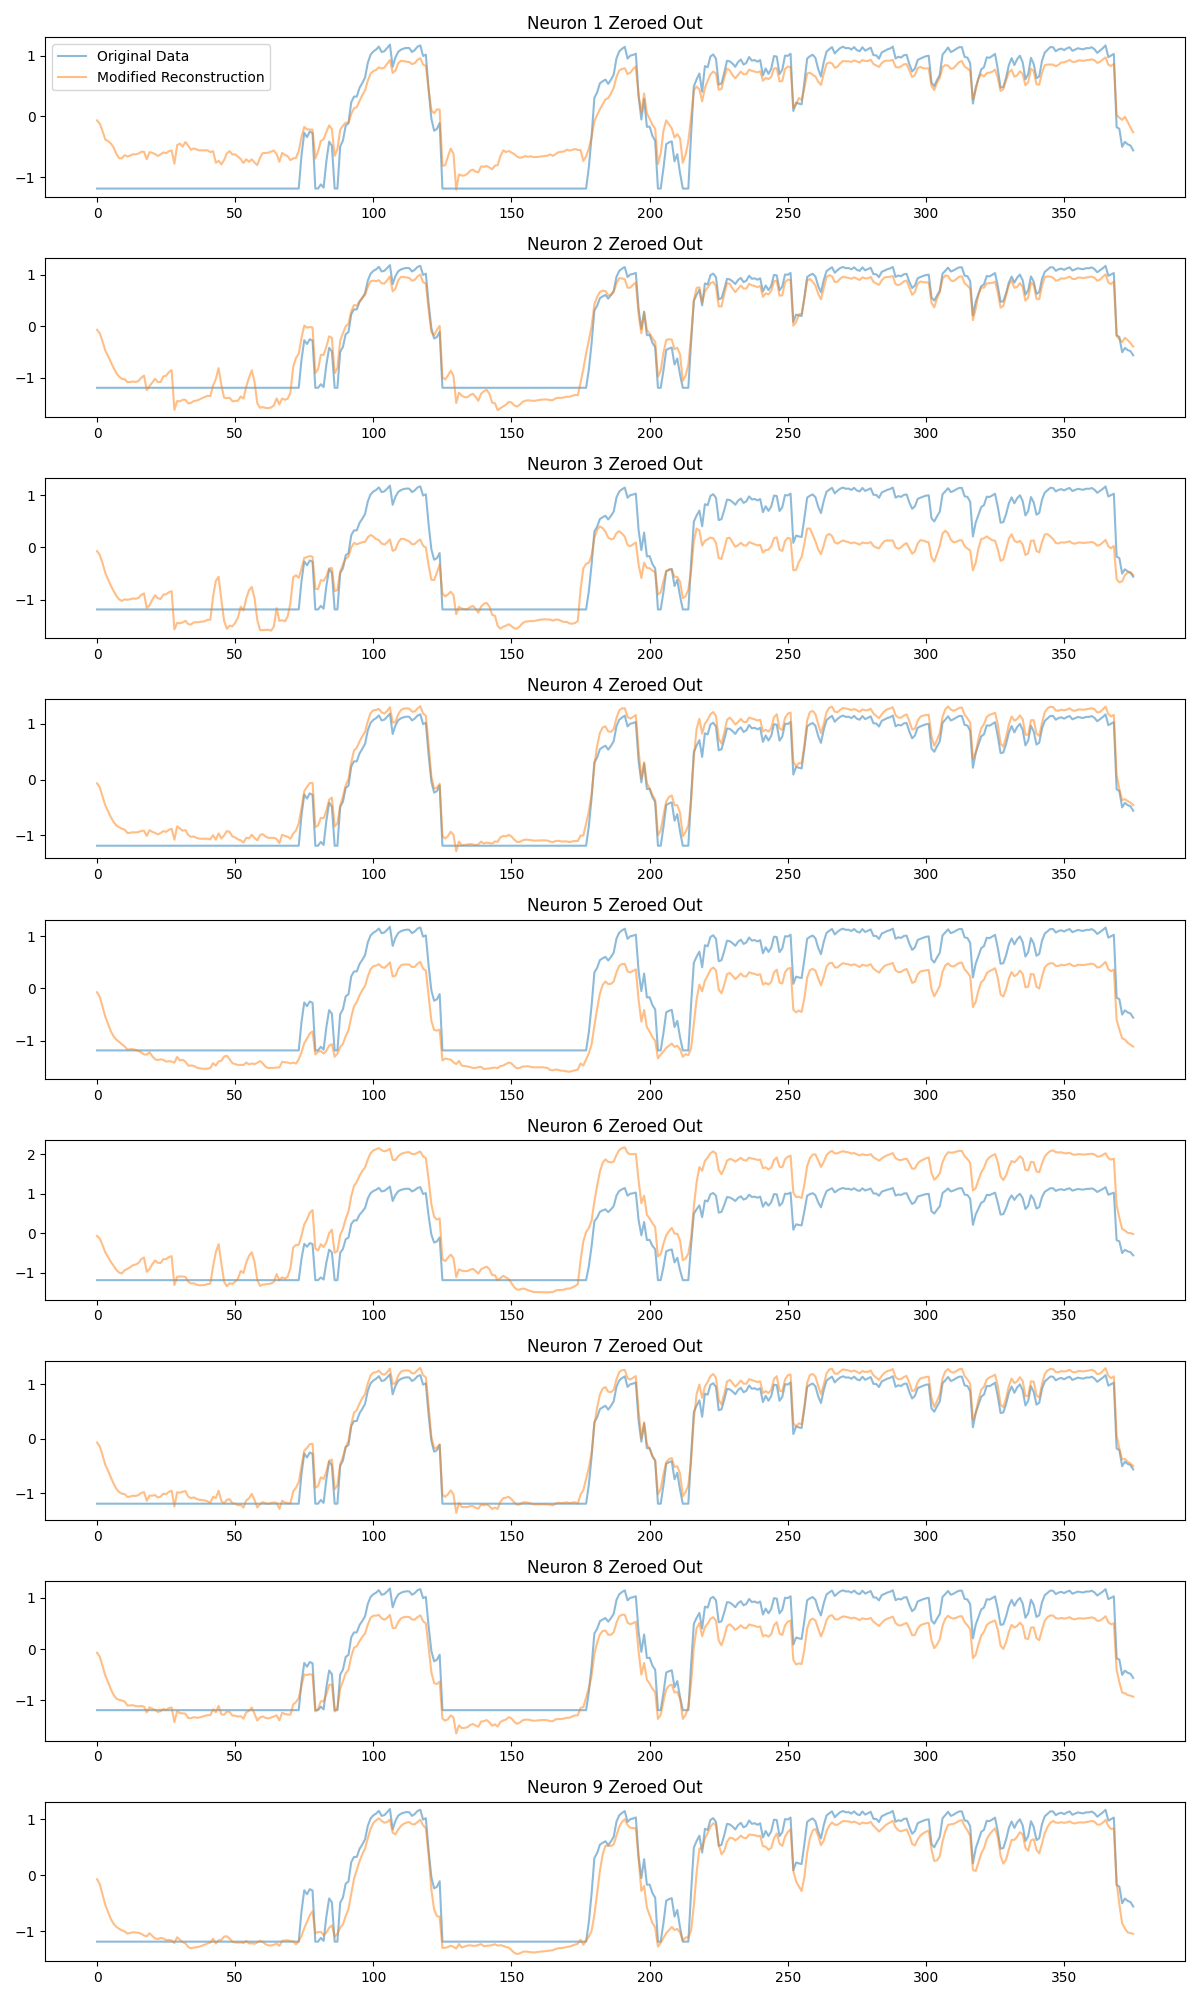 Neuron 1 Zeroed Out
Original Data
Modified Reconstruction
1
0
−1
0 50 100 150 200 250 300 350
Neuron 2 Zeroed Out
1
0
−1
0 50 100 150 200 250 300 350
Neuron 3 Zeroed Out
1
0
−1
0 50 100 150 200 250 300 350
Neuron 4 Zeroed Out
1
0
−1
0 50 100 150 200 250 300 350
Neuron 5 Zeroed Out
1
0
−1
0 50 100 150 200 250 300 350
Neuron 6 Zeroed Out
2
1
0
−1
0 50 100 150 200 250 300 350
Neuron 7 Zeroed Out
1
0
−1
0 50 100 150 200 250 300 350
Neuron 8 Zeroed Out
1
0
−1
0 50 100 150 200 250 300 350
Neuron 9 Zeroed Out
1
0
−1
0 50 100 150 200 250 300 350